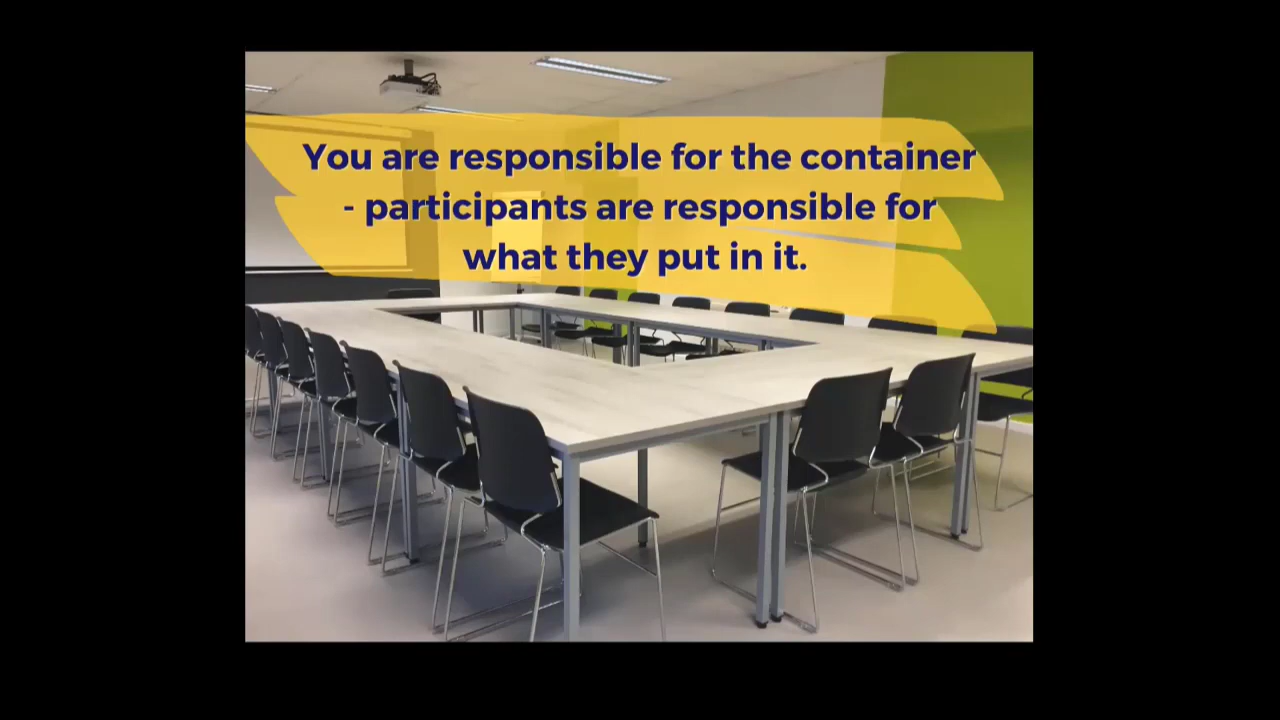 You are responsible for the container
- participants are responsible for
what they put in it.